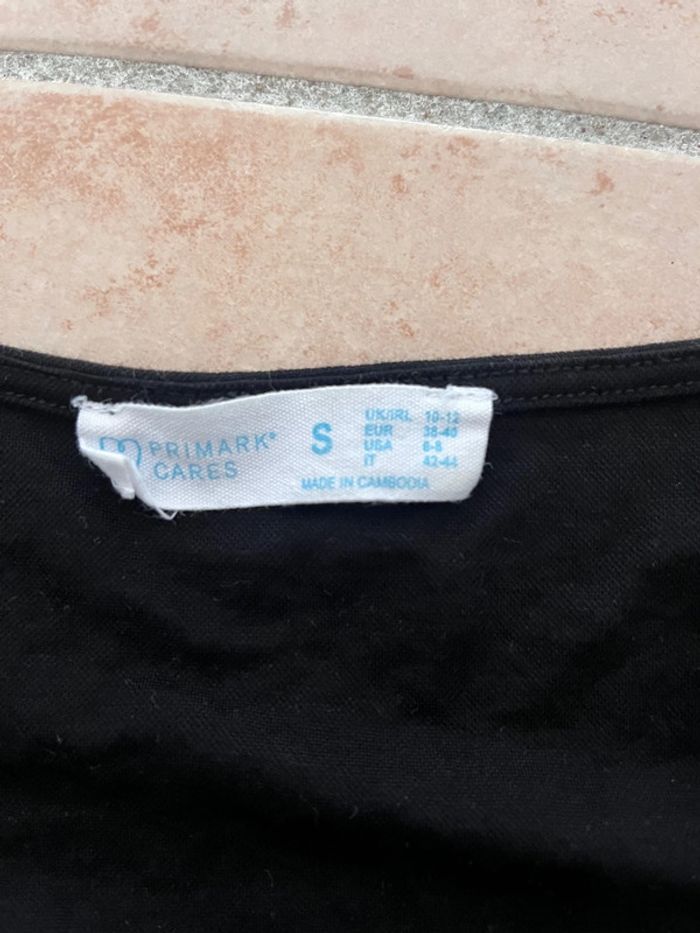 PRIMARK®
CARES
S
UK/IRL 10-12
EUR 38-40
USA 6-8
IT 42-44
MADE IN CAMBODIA